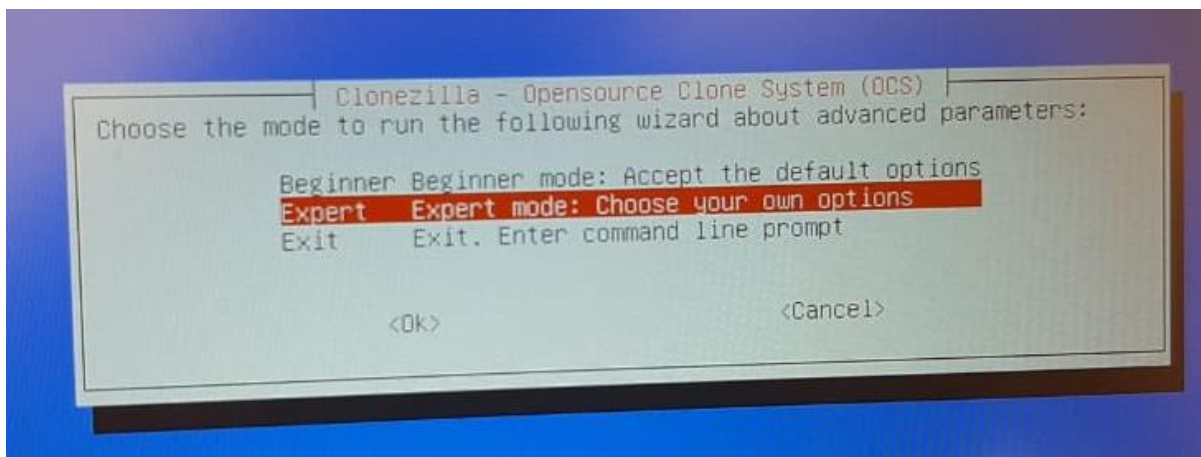 Clonezilla - Opensource Clone System (OCS)
Choose the mode to run the following wizard about advanced parameters:
Beginner Beginner mode: Accept the default options
Expert Expert mode: Choose your own options
Exit Exit. Enter command line prompt
<Ok> <Cancel>